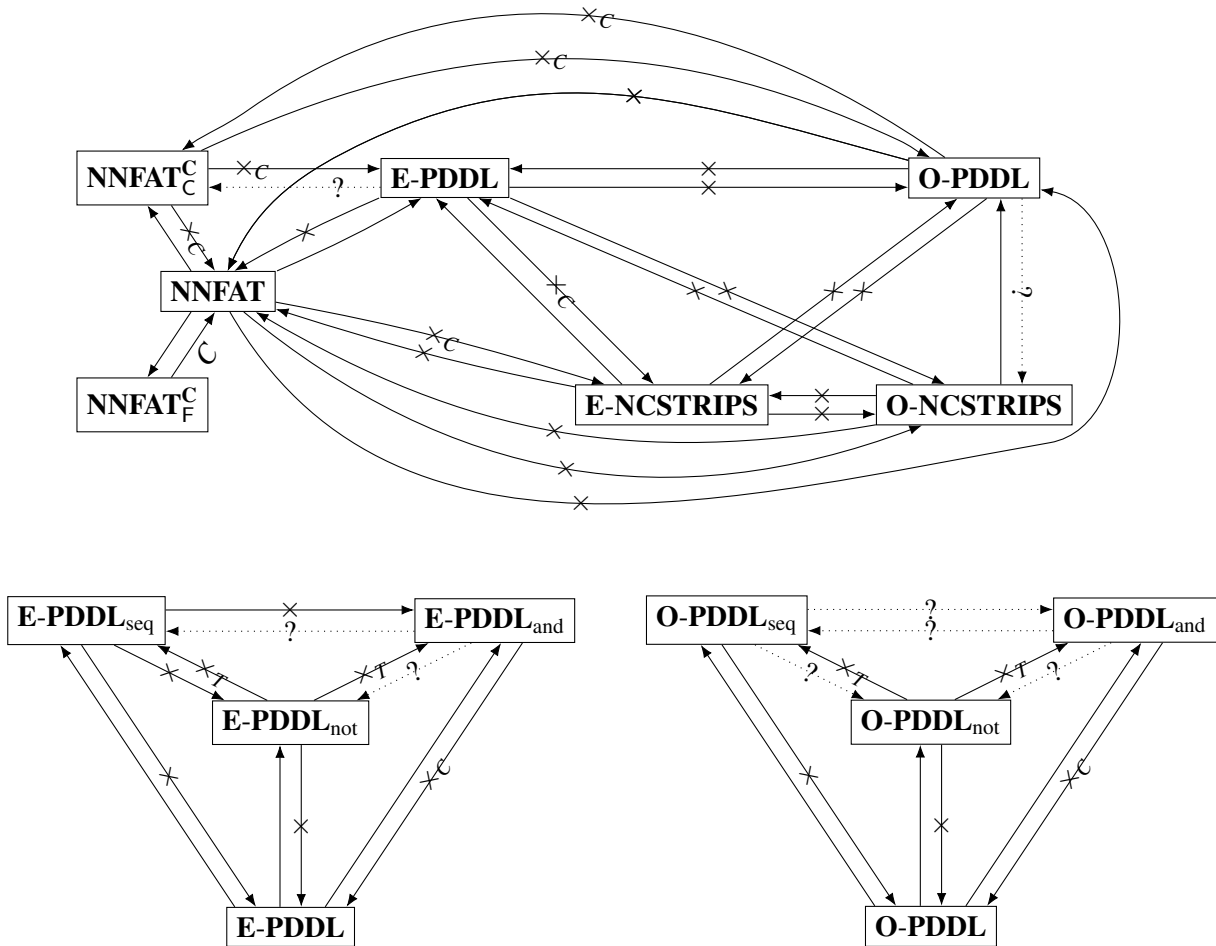 ×C
×C
×
NNFAT^C_C ×C E-PDDL × O-PDDL
? ×
×C ×
NNFAT
×C × × × × ?
×C
×
C
NNFAT^C_F E-NCSTRIPS × O-NCSTRIPS
×
×
×
×
E-PDDL_seq × E-PDDL_and
?
× ×T ×T ?
E-PDDL_not
× ×C
×
E-PDDL
O-PDDL_seq ? O-PDDL_and
?
? ×T ×T ?
O-PDDL_not
× ×C
×
O-PDDL